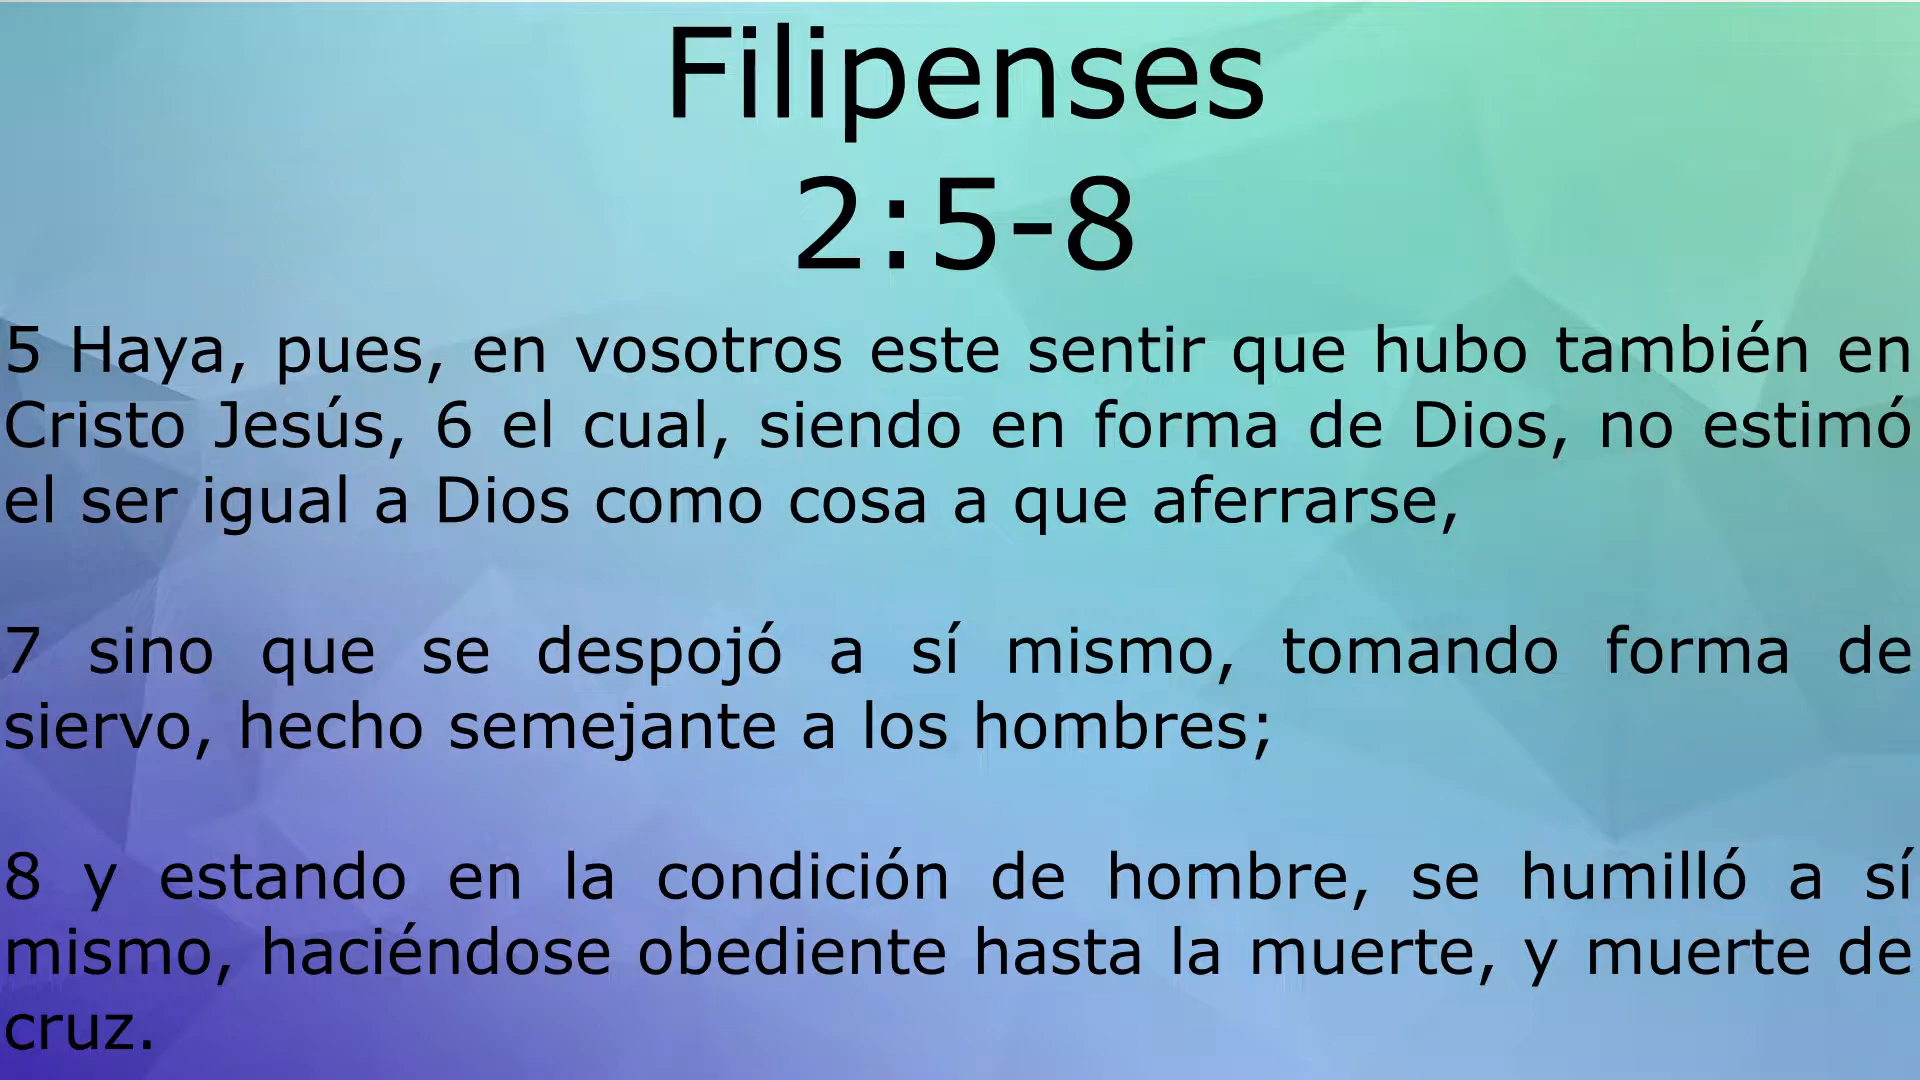 Filipenses
2:5-8
5 Haya, pues, en vosotros este sentir que hubo también en
Cristo Jesús, 6 el cual, siendo en forma de Dios, no estimó
el ser igual a Dios como cosa a que aferrarse,
7 sino que se despojó a sí mismo, tomando forma de
siervo, hecho semejante a los hombres;
8 y estando en la condición de hombre, se humilló a sí
mismo, haciéndose obediente hasta la muerte, y muerte de
cruz.